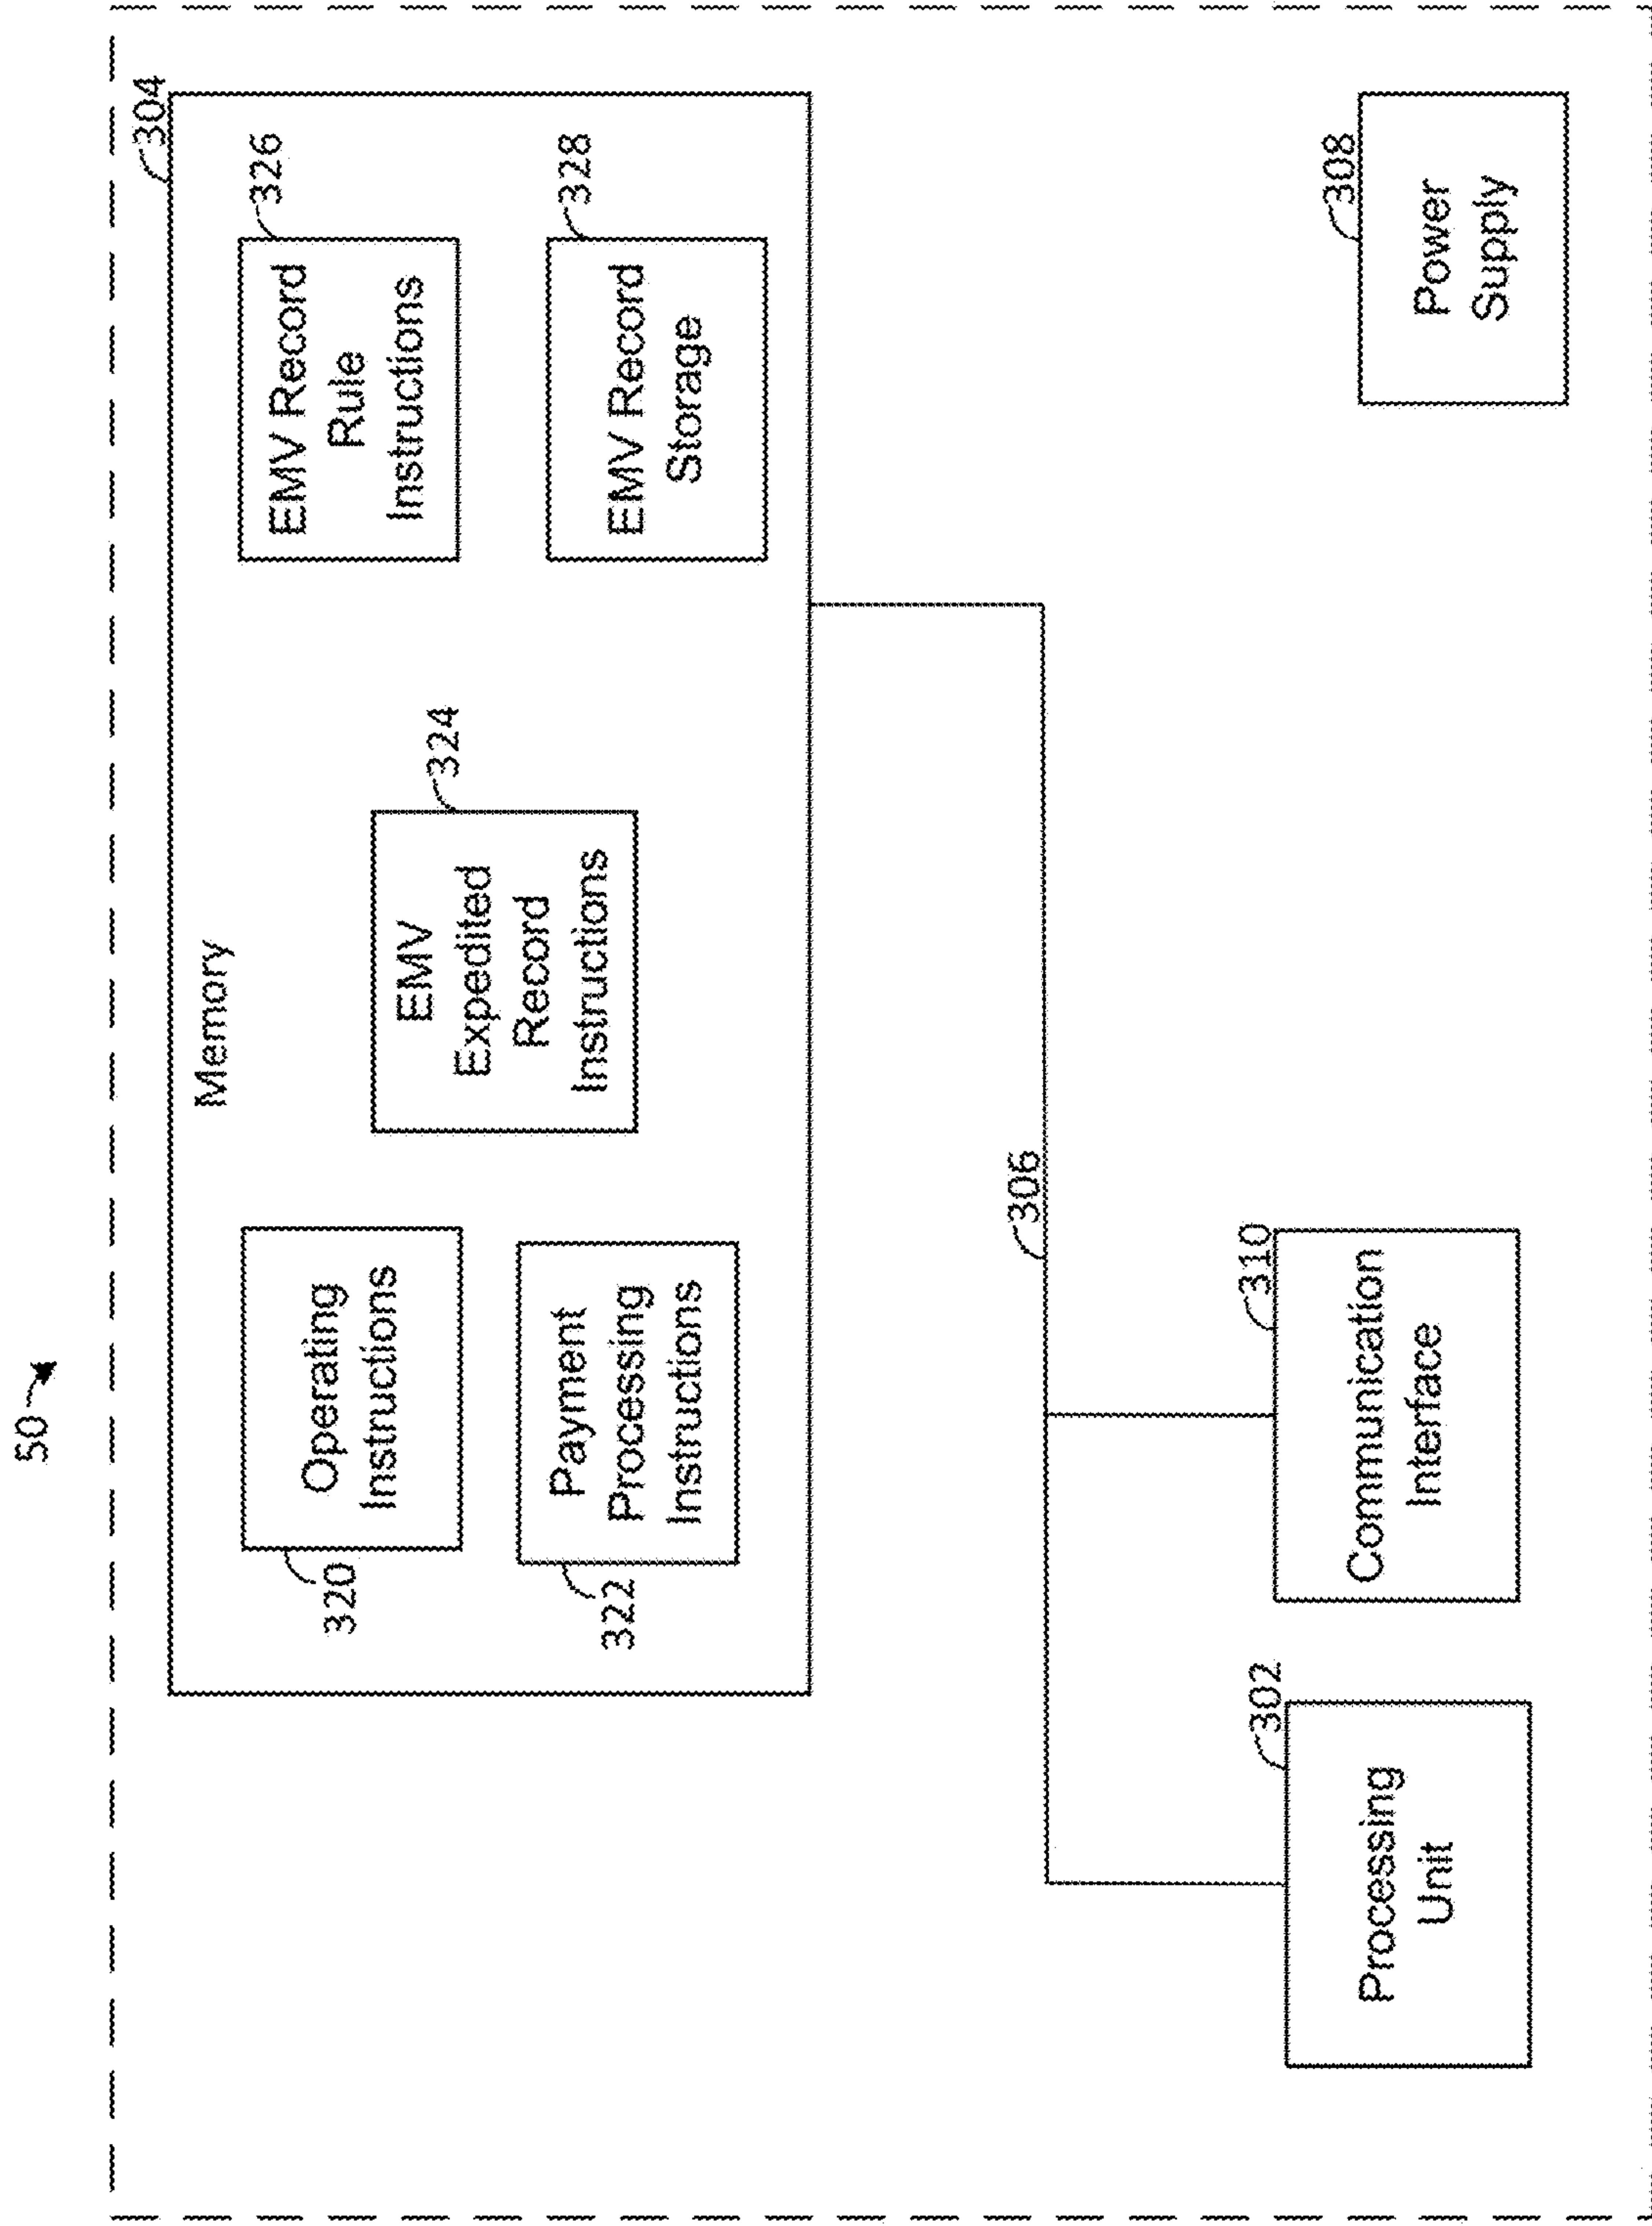 50
304
Memory
320
Operating
Instructions
322
Payment
Processing
Instructions
324
EMV
Expedited
Record
Instructions
326
EMV Record
Rule
Instructions
328
EMV Record
Storage
306
302
Processing
Unit
310
Communication
Interface
308
Power
Supply